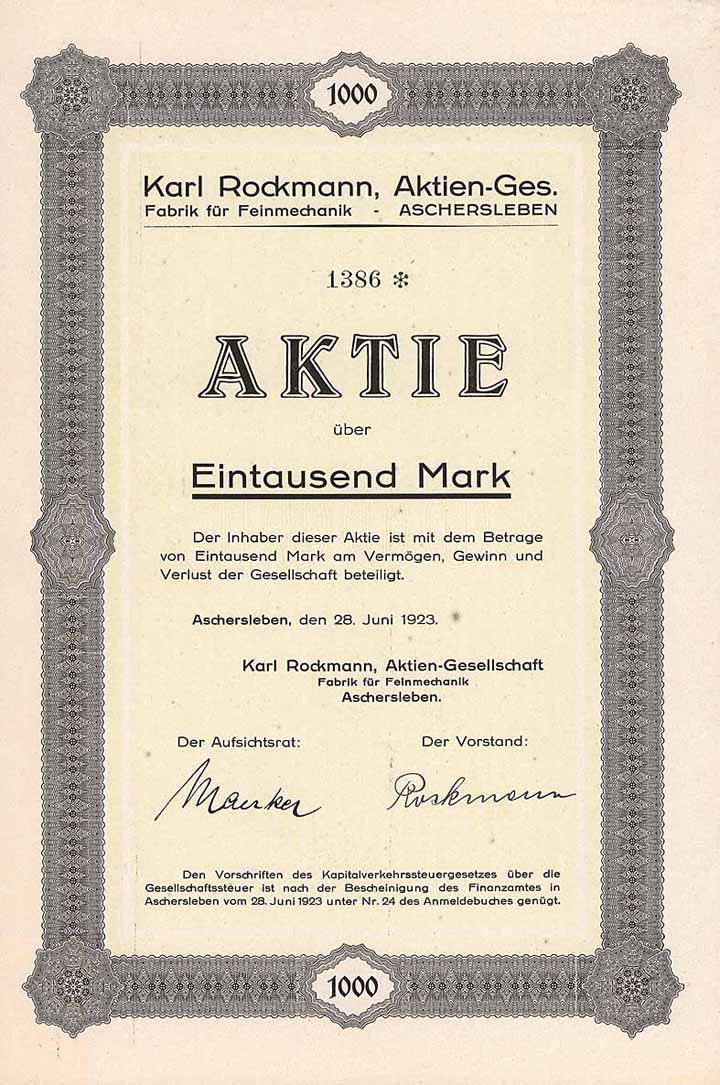 1000
Karl Rockmann, Aktien-Ges.
Fabrik für Feinmechanik - ASCHERSLEBEN
1386 *
AKTIE
über
Eintausend Mark
Der Inhaber dieser Aktie ist mit dem Betrage
von Eintausend Mark am Vermögen, Gewinn und
Verlust der Gesellschaft beteiligt.
Aschersleben, den 28. Juni 1923.
Karl Rockmann, Aktien-Gesellschaft
Fabrik für Feinmechanik
Aschersleben.
Der Aufsichtsrat: Der Vorstand:
Maerker Rockmann
Den Vorschriften des Kapitalverkehrssteuergesetzes über die
Gesellschaftssteuer ist nach der Bescheinigung des Finanzamtes in
Aschersleben vom 28. Juni 1923 unter Nr. 24 des Anmeldebuches genügt.
1000